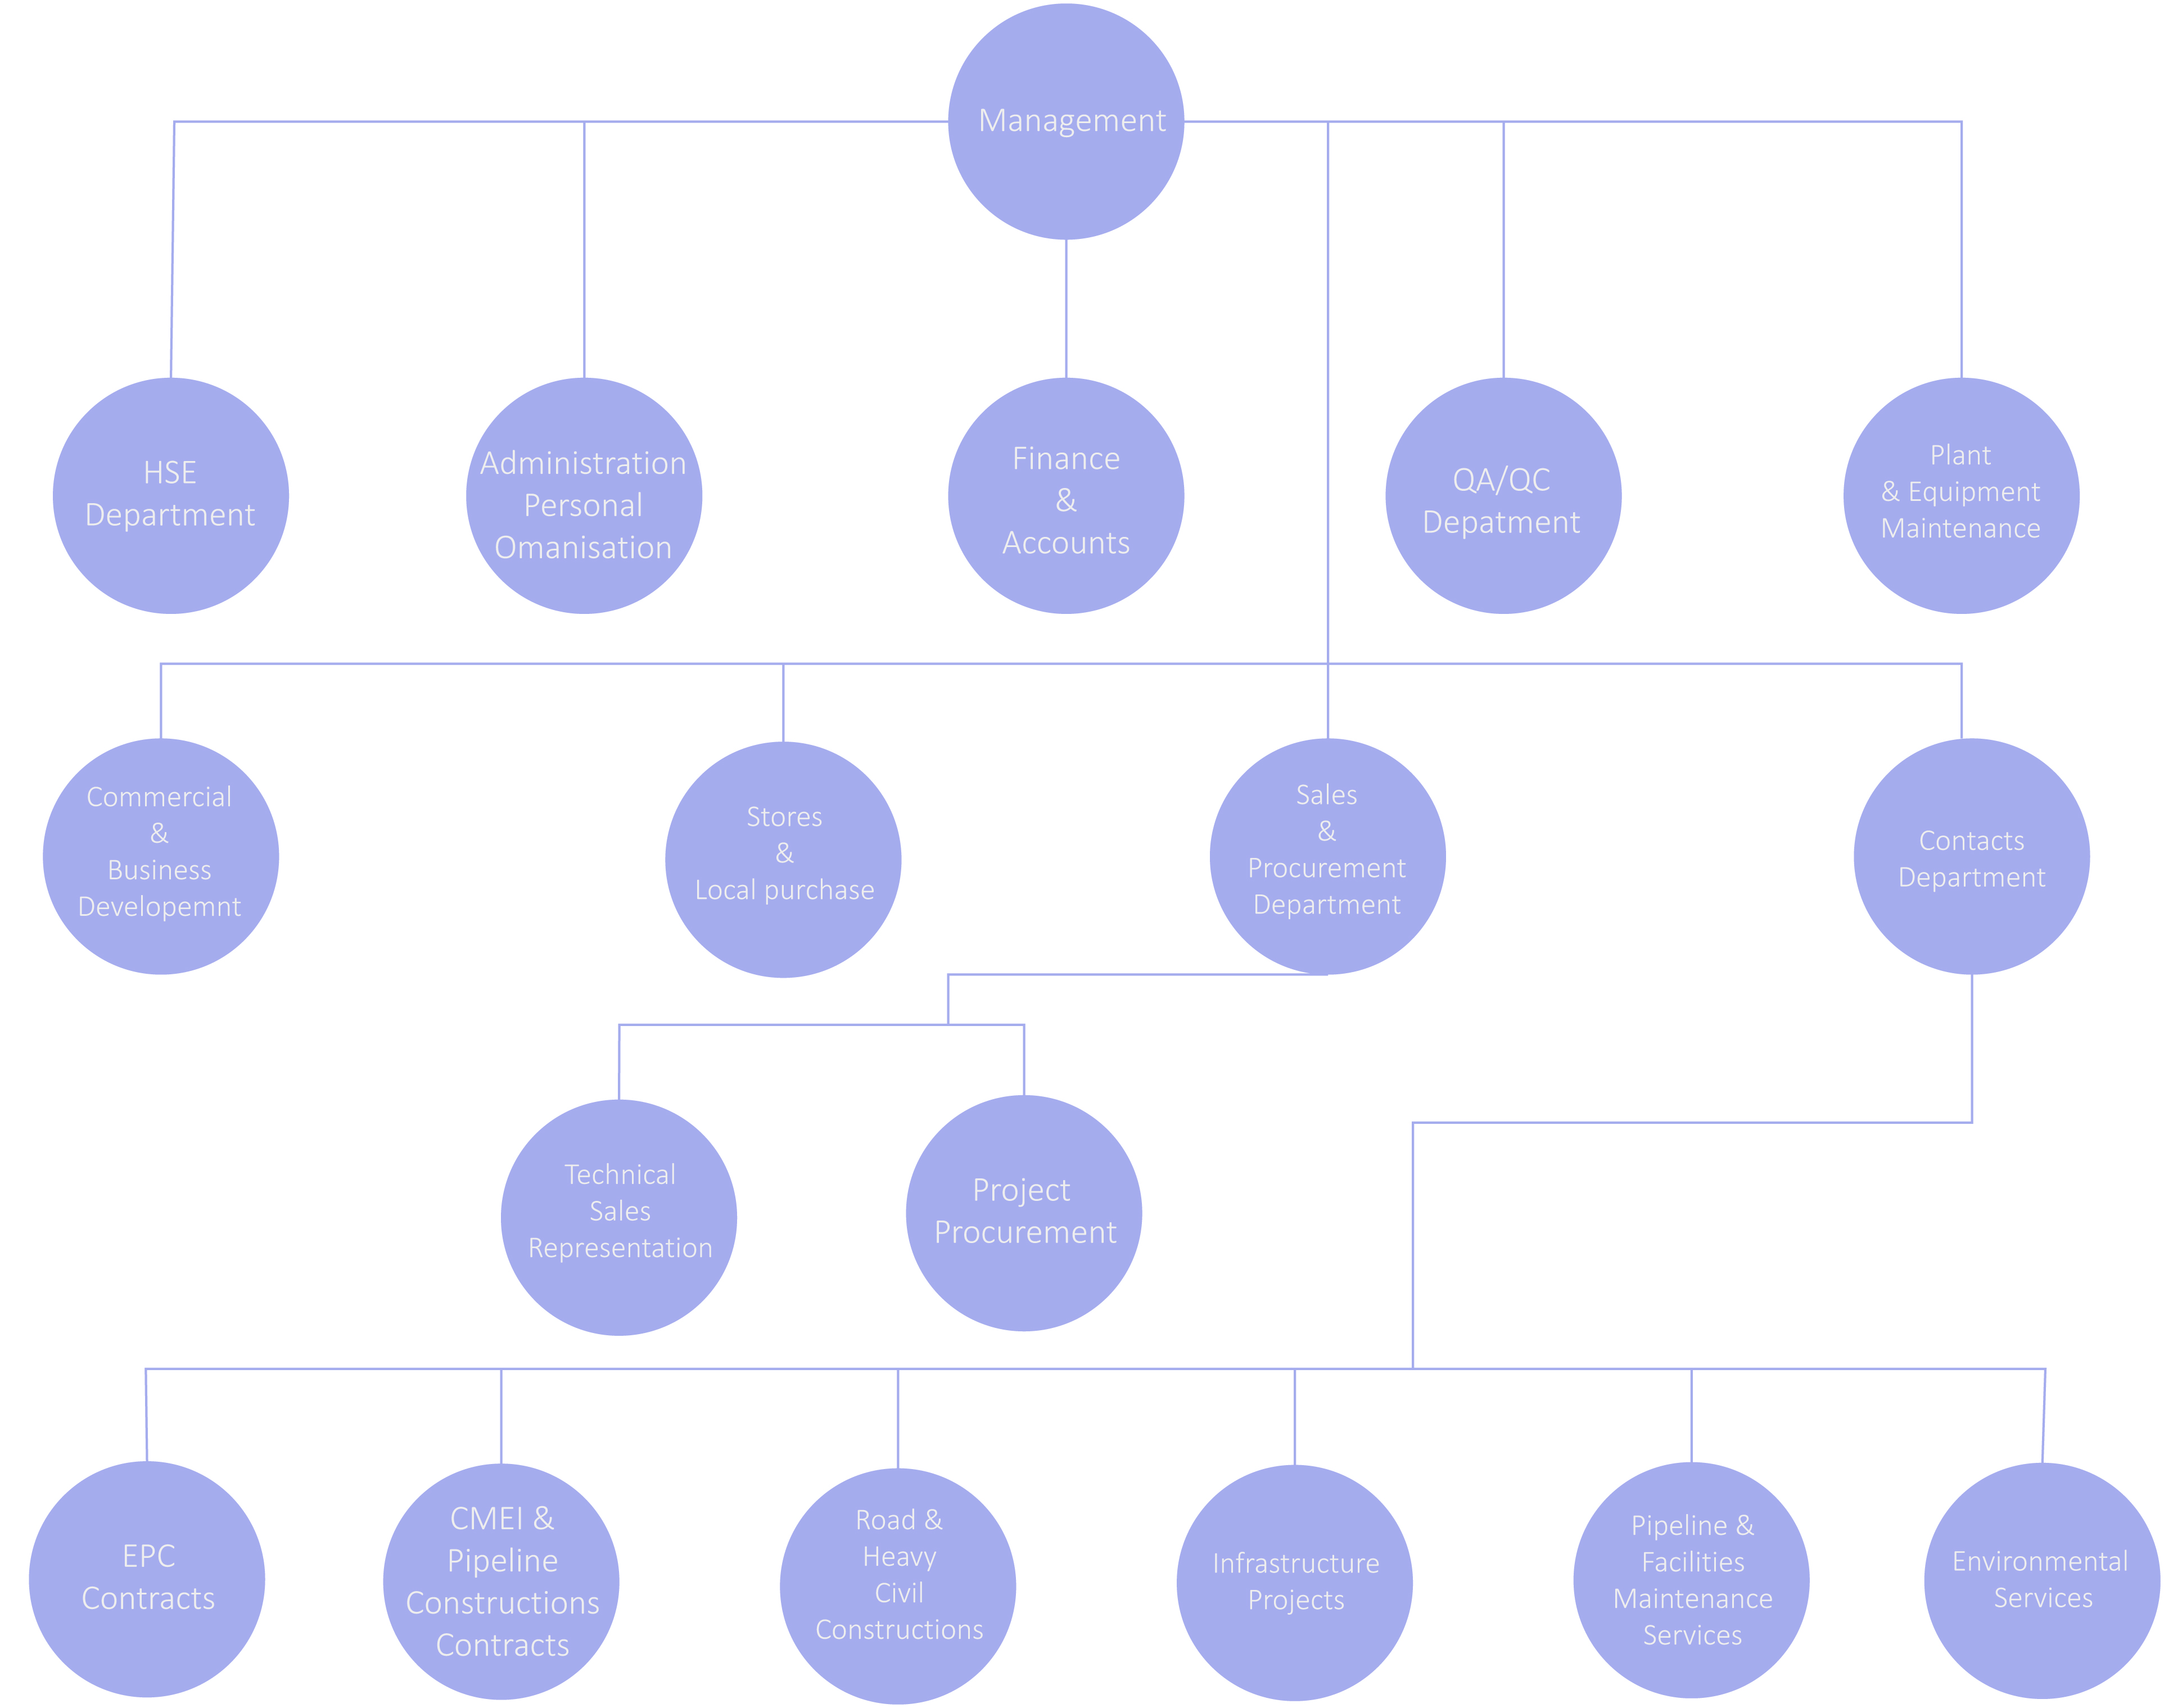 Management
HSE
Department
Administration
Personal
Omanisation
Finance
&
Accounts
QA/QC
Depatment
Plant
& Equipment
Maintenance
Commercial
&
Business
Developemnt
Stores
&
Local purchase
Sales
&
Procurement
Department
Contacts
Department
Technical
Sales
Representation
Project
Procurement
EPC
Contracts
CMEI &
Pipeline
Constructions
Contracts
Road &
Heavy
Civil
Constructions
Infrastructure
Projects
Pipeline &
Facilities
Maintenance
Services
Environmental
Services